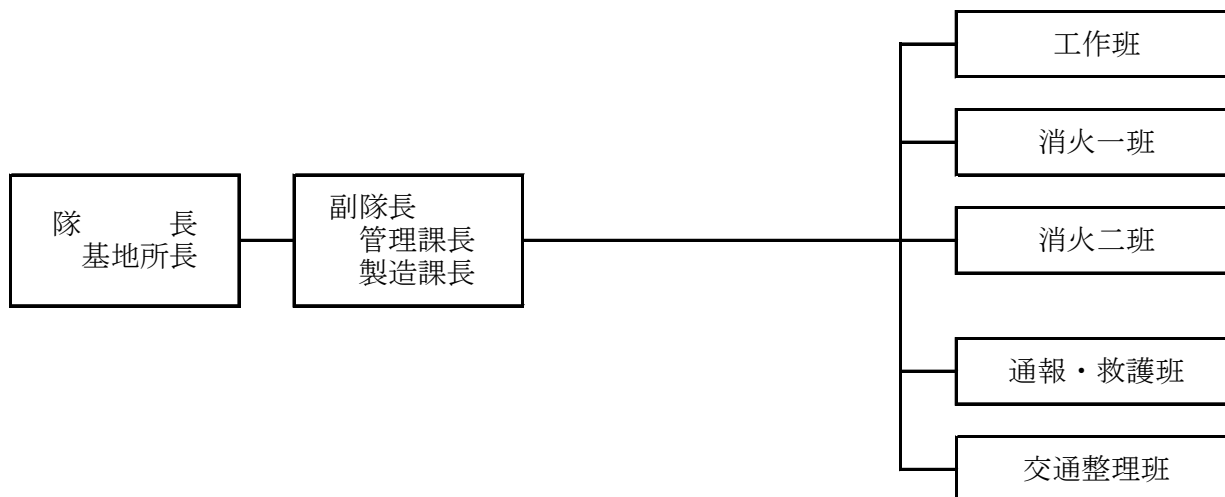 隊　　　長
基地所長
副隊長
管理課長
製造課長
工作班
消火一班
消火二班
通報・救護班
交通整理班